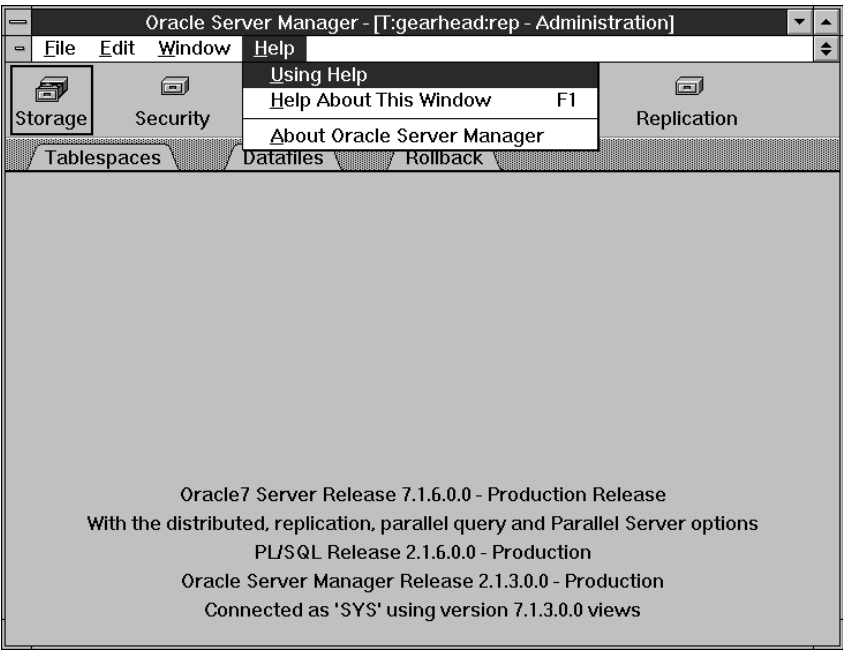 Oracle Server Manager - [T:gearhead:rep - Administration]
File Edit Window Help
Using Help
Help About This Window F1
About Oracle Server Manager
Storage Security Replication
Tablespaces Datafiles Rollback
Oracle7 Server Release 7.1.6.0.0 - Production Release
With the distributed, replication, parallel query and Parallel Server options
PL/SQL Release 2.1.6.0.0 - Production
Oracle Server Manager Release 2.1.3.0.0 - Production
Connected as 'SYS' using version 7.1.3.0.0 views